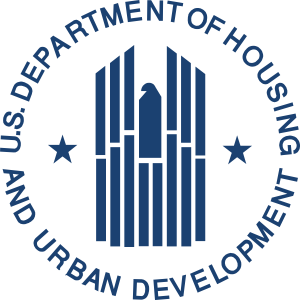 U.S. DEPARTMENT OF HOUSING
AND URBAN DEVELOPMENT